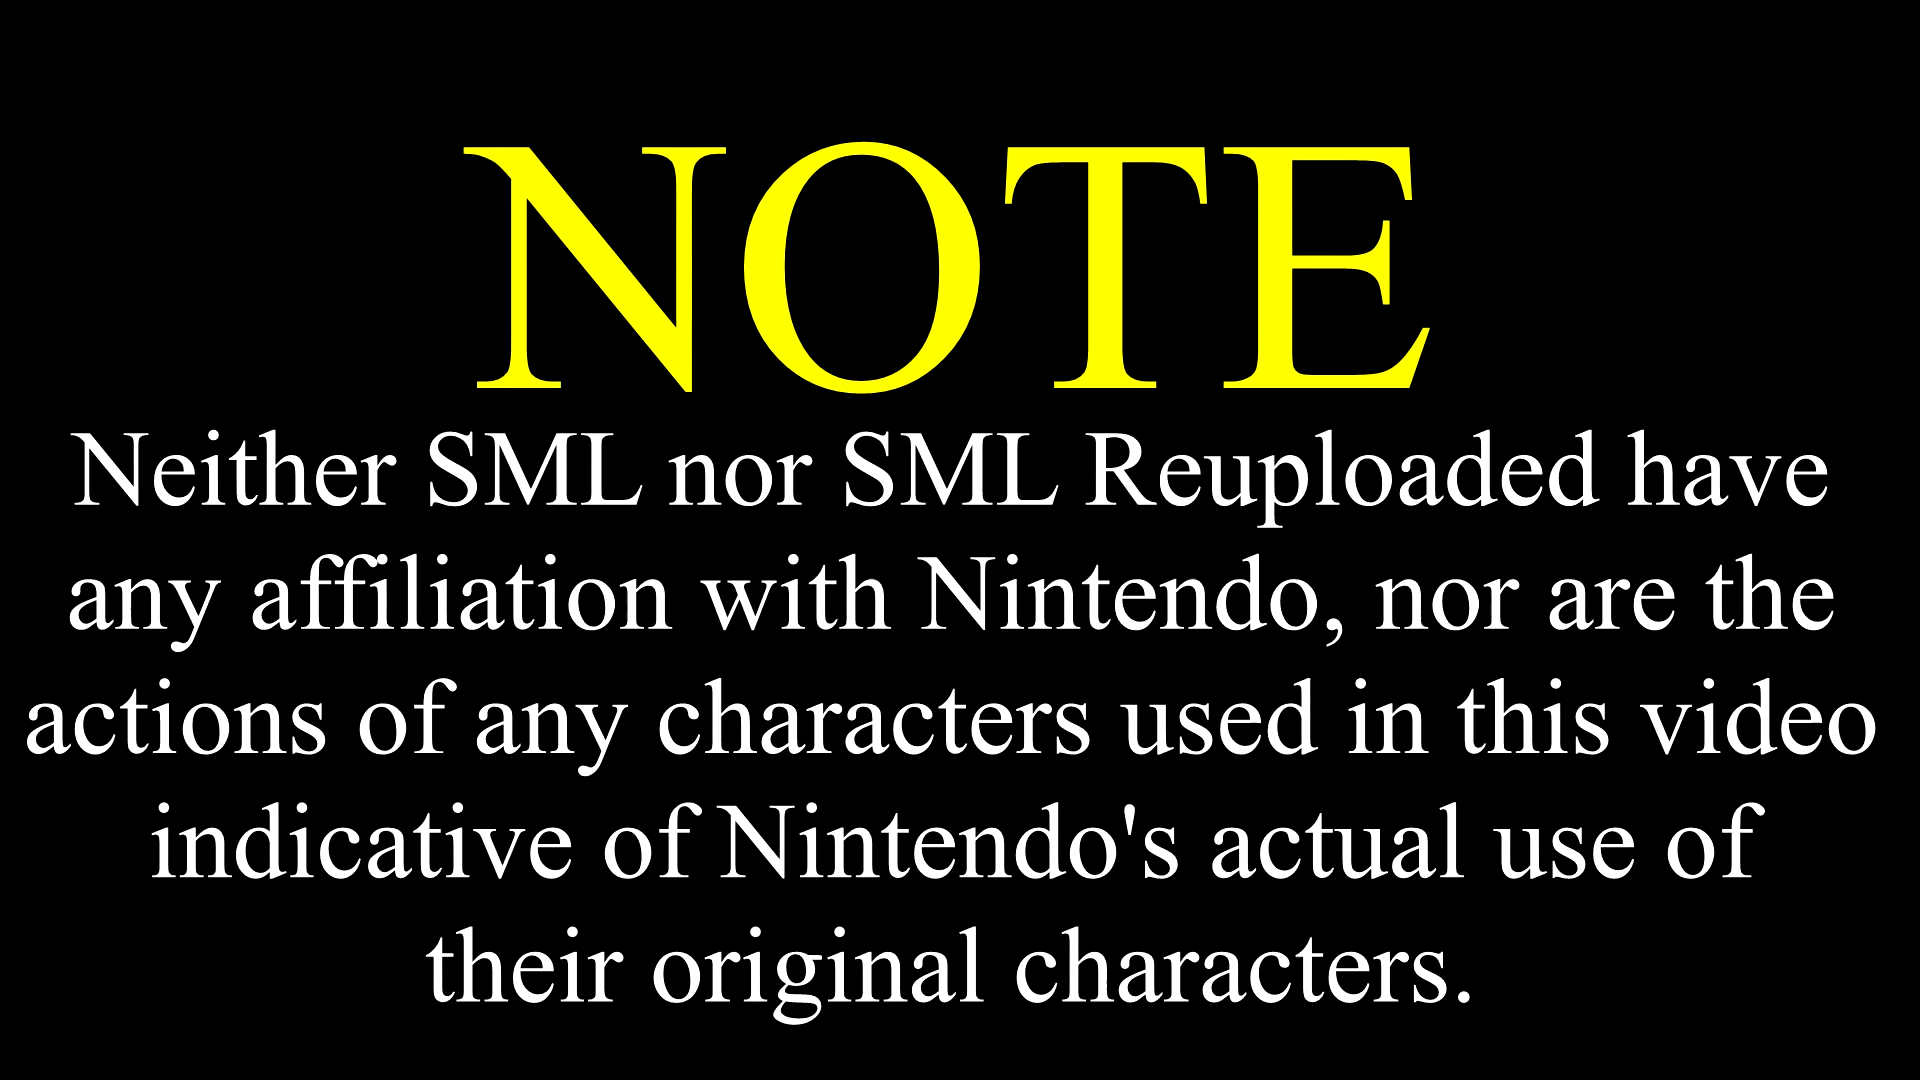 NOTE
Neither SML nor SML Reuploaded have
any affiliation with Nintendo, nor are the
actions of any characters used in this video
indicative of Nintendo's actual use of
their original characters.